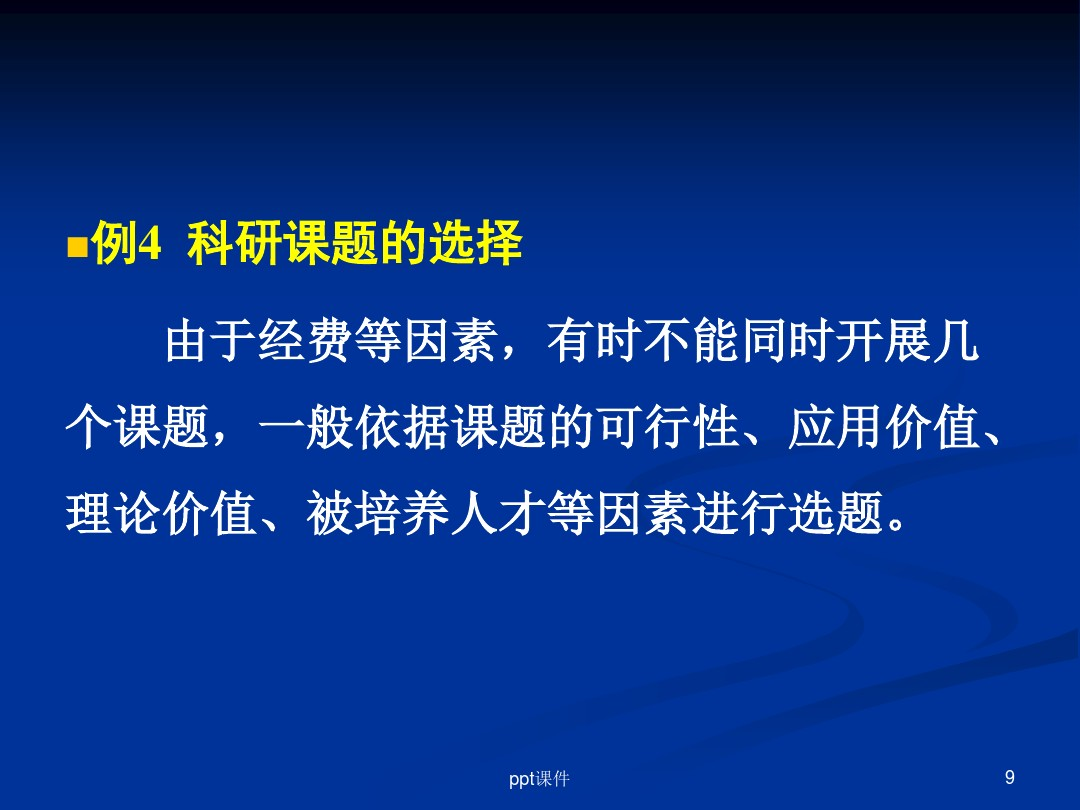 ■例4 科研课题的选择
由于经费等因素，有时不能同时开展几
个课题，一般依据课题的可行性、应用价值、
理论价值、被培养人才等因素进行选题。
ppt课件
9